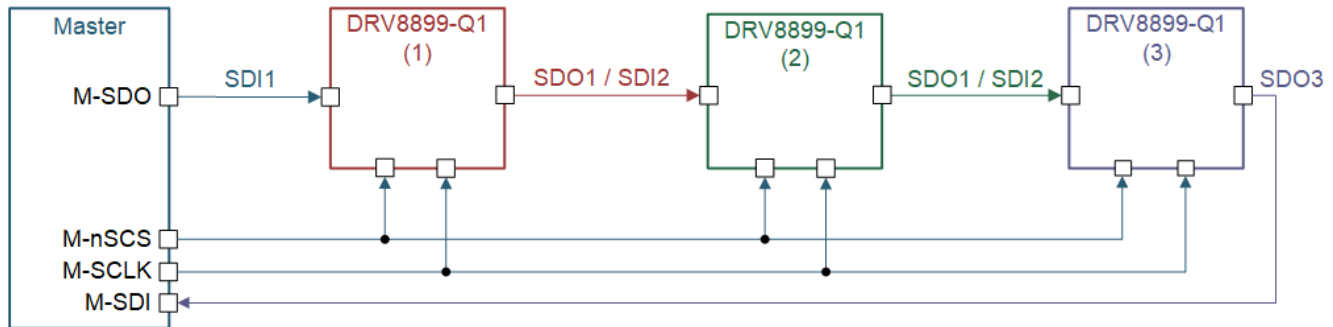 Master
M-SDO
M-nSCS
M-SCLK
M-SDI
SDI1
DRV8899-Q1
(1)
SDO1 / SDI2
DRV8899-Q1
(2)
SDO1 / SDI2
DRV8899-Q1
(3)
SDO3